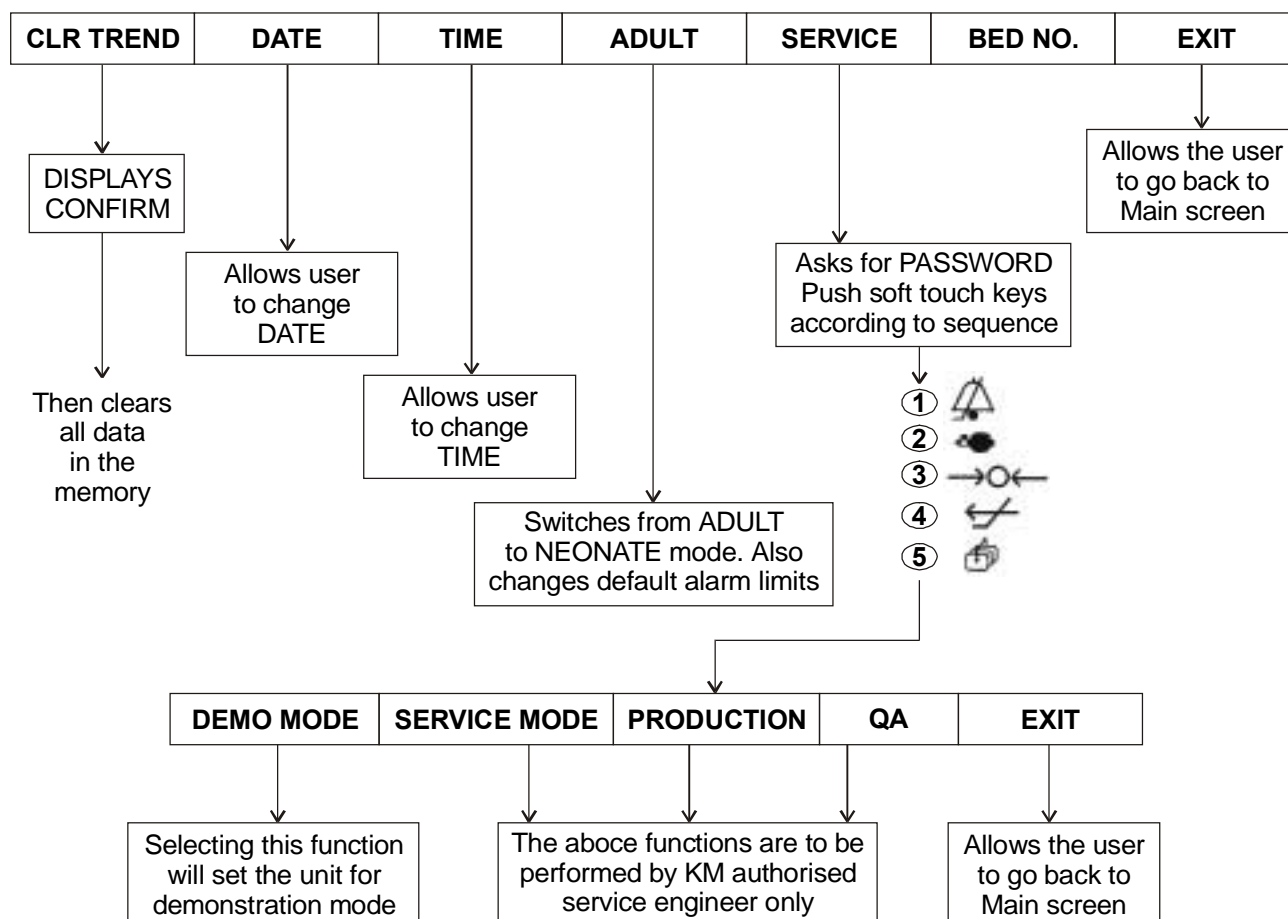 CLR TREND
DATE
TIME
ADULT
SERVICE
BED NO.
EXIT
DISPLAYS
CONFIRM
Then clears
all data
in the
memory
Allows user
to change
DATE
Allows user
to change
TIME
Switches from ADULT
to NEONATE mode. Also
changes default alarm limits
Asks for PASSWORD
Push soft touch keys
according to sequence
1
2
3
4
5
Allows the user
to go back to
Main screen
DEMO MODE
SERVICE MODE
PRODUCTION
QA
EXIT
Selecting this function
will set the unit for
demonstration mode
The aboce functions are to be
performed by KM authorised
service engineer only
Allows the user
to go back to
Main screen